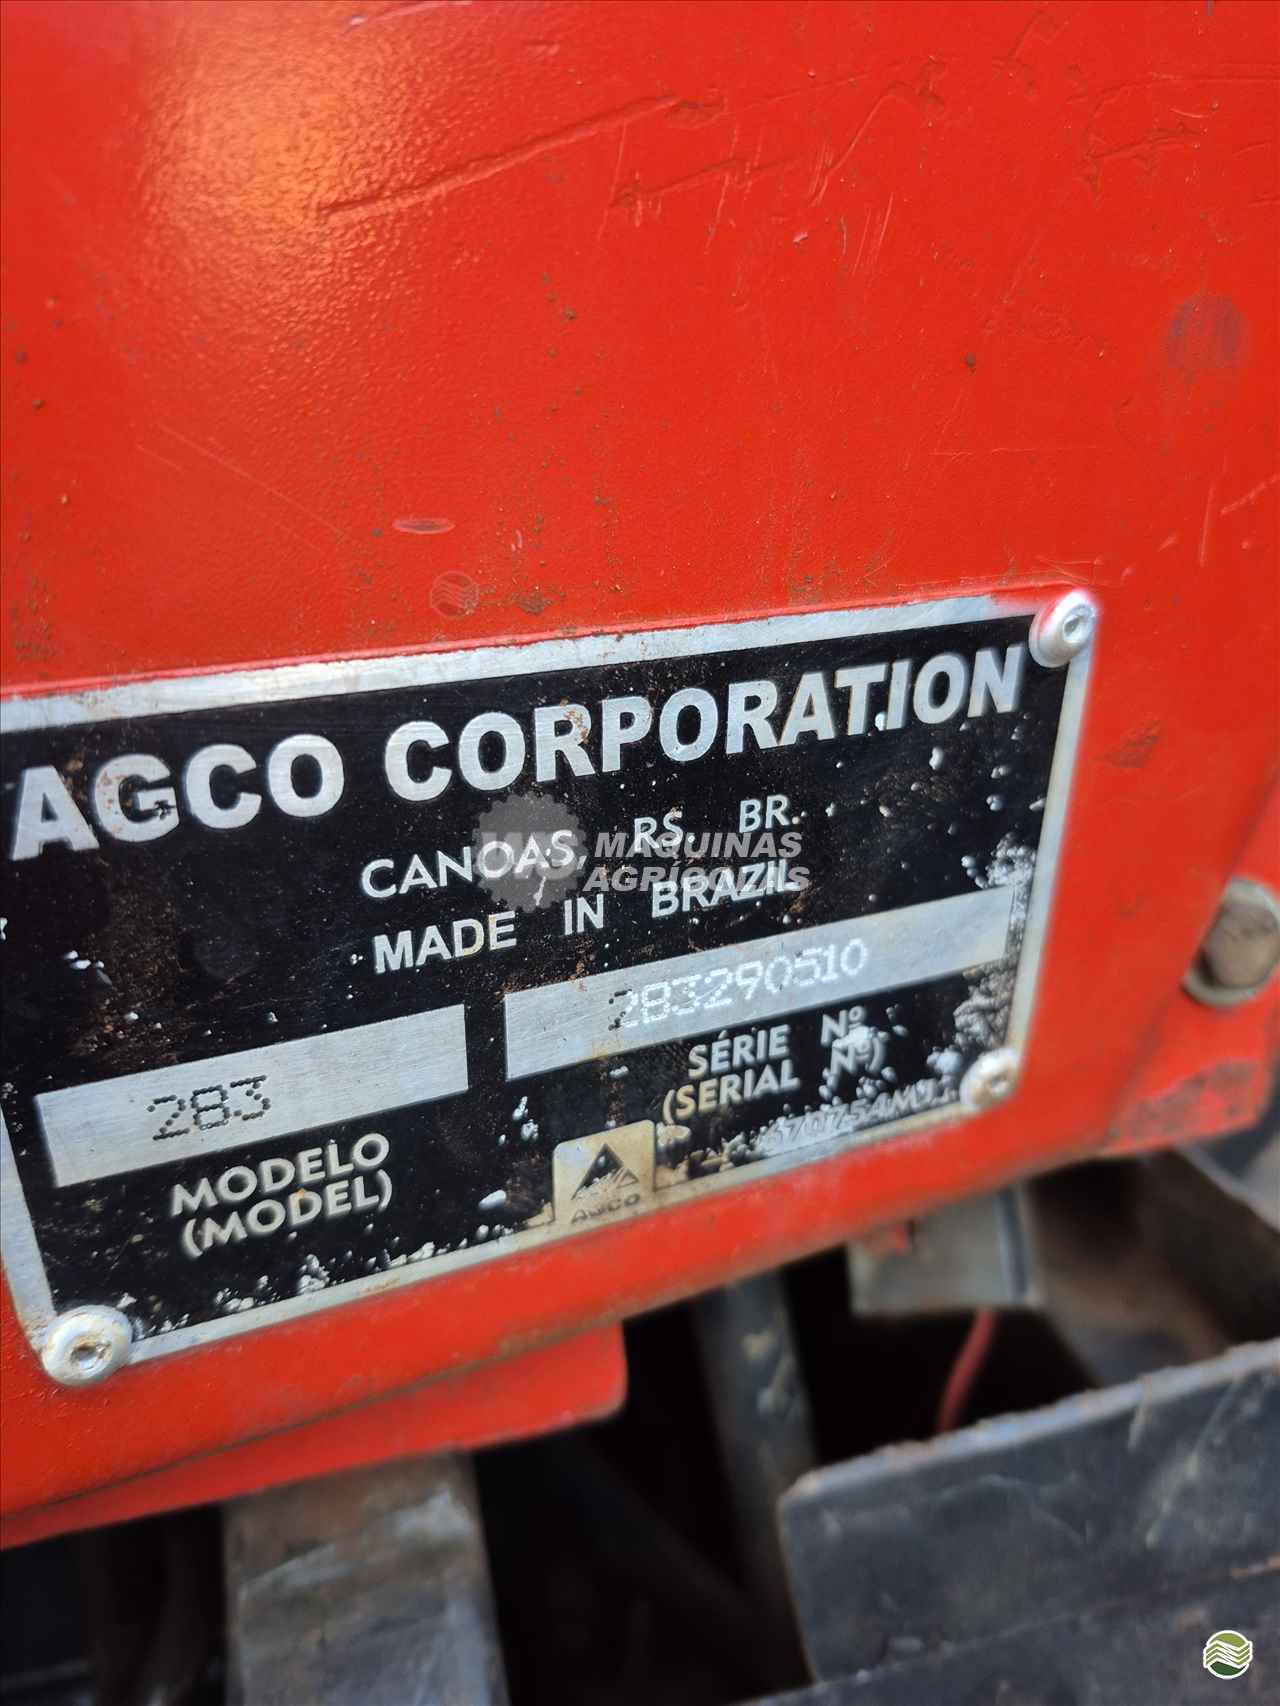 AGCO CORPORATION
CANOAS, RS. BR.
MADE IN BRAZIL
MÁQUINAS
AGRÍCOLAS
283290510
SÉRIE Nº
(SERIAL Nº)
283
MODELO
(MODEL)
AGCO